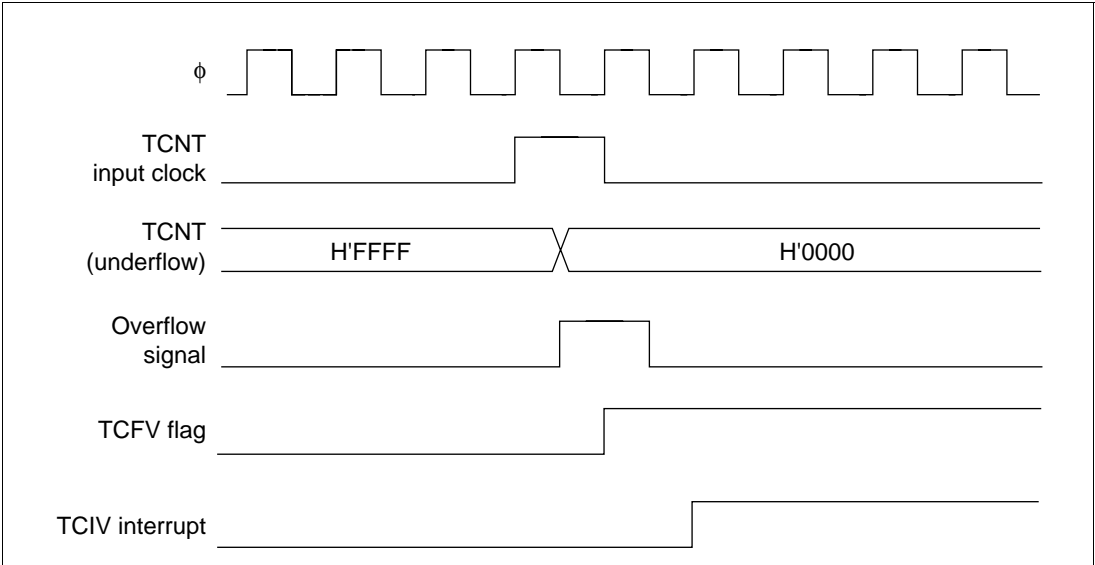 ϕ
TCNT
input clock
TCNT
(underflow)
H'FFFF
H'0000
Overflow
signal
TCFV flag
TCIV interrupt